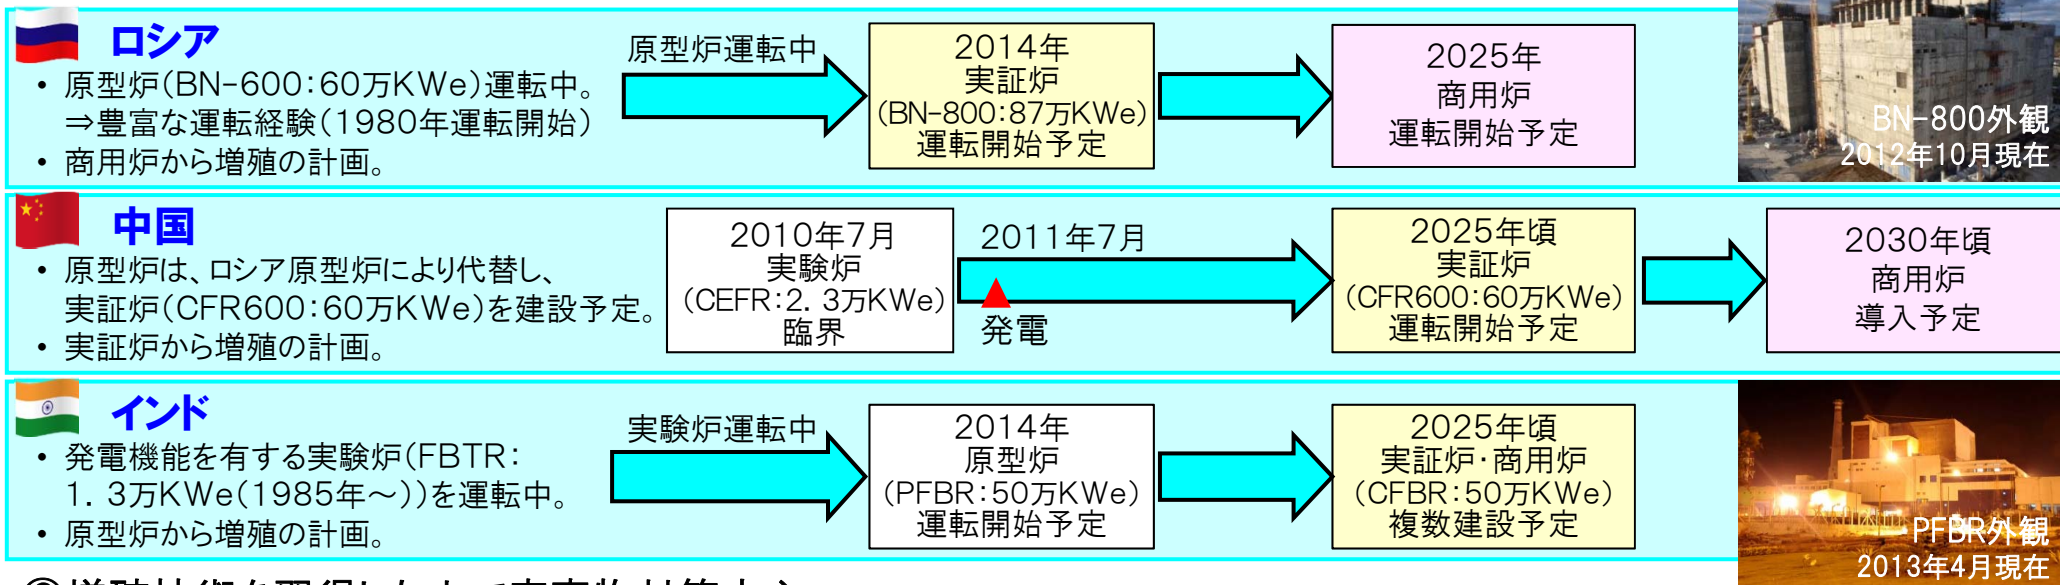 ロシア
・ 原型炉(BN-600:60万KWe)運転中。
⇒豊富な運転経験(1980年運転開始)
・ 商用炉から増殖の計画。
原型炉運転中
2014年
実証炉
(BN-800:87万KWe)
運転開始予定
2025年
商用炉
運転開始予定
BN-800外観
2012年10月現在
中国
・ 原型炉は、ロシア原型炉により代替し、
実証炉(CFR600:60万KWe)を建設予定。
・ 実証炉から増殖の計画。
2010年7月
実験炉
(CEFR:2.3万KWe)
臨界
2011年7月
発電
2025年頃
実証炉
(CFR600:60万KWe)
運転開始予定
2030年頃
商用炉
導入予定
インド
・ 発電機能を有する実験炉(FBTR:
1.3万KWe(1985年~))を運転中。
・ 原型炉から増殖の計画。
実験炉運転中
2014年
原型炉
(PFBR:50万KWe)
運転開始予定
2025年頃
実証炉・商用炉
(CFBR:50万KWe)
複数建設予定
PFBR外観
2013年4月現在